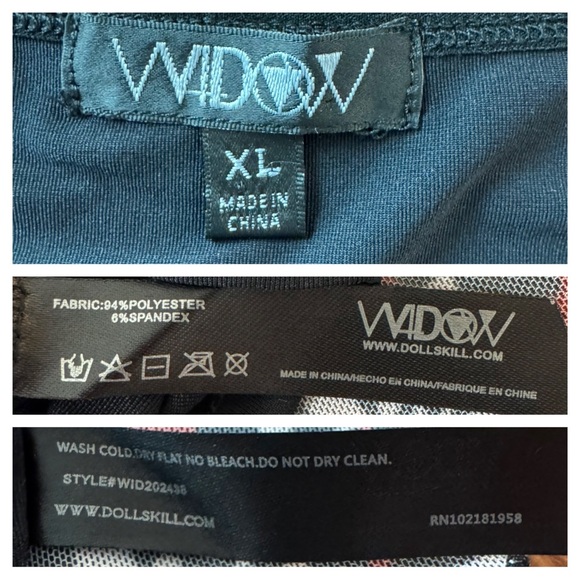 WIDOW
XL
MADE IN
CHINA
FABRIC:94%POLYESTER
6%SPANDEX
WIDOW
WWW.DOLLSKILL.COM
MADE IN CHINA/HECHO EN CHINA/FABRIQUE EN CHINE
WASH COLD.DRY FLAT NO BLEACH.DO NOT DRY CLEAN.
STYLE#WID202438
WWW.DOLLSKILL.COM
RN102181958